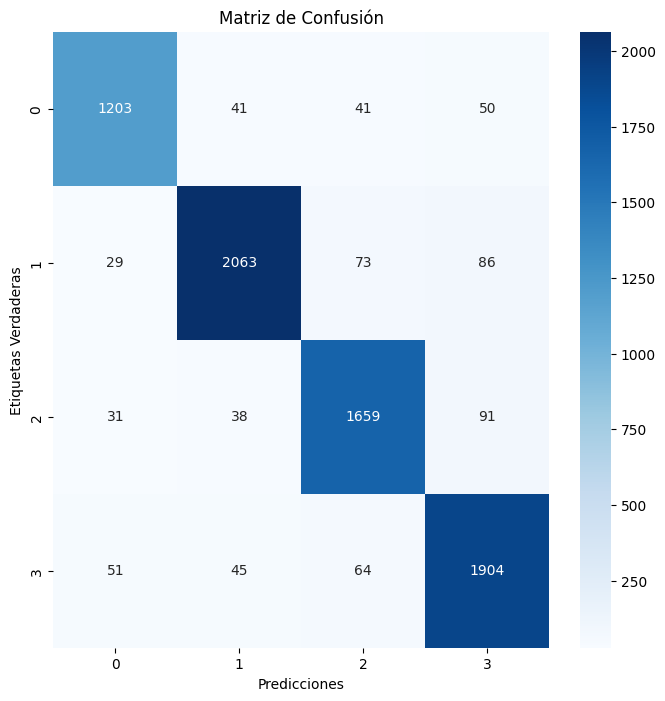 Matriz de Confusión
0 1203 41 41 50
1 29 2063 73 86
2 31 38 1659 91
3 51 45 64 1904
0 1 2 3
Etiquetas Verdaderas
Predicciones
2000
1750
1500
1250
1000
750
500
250